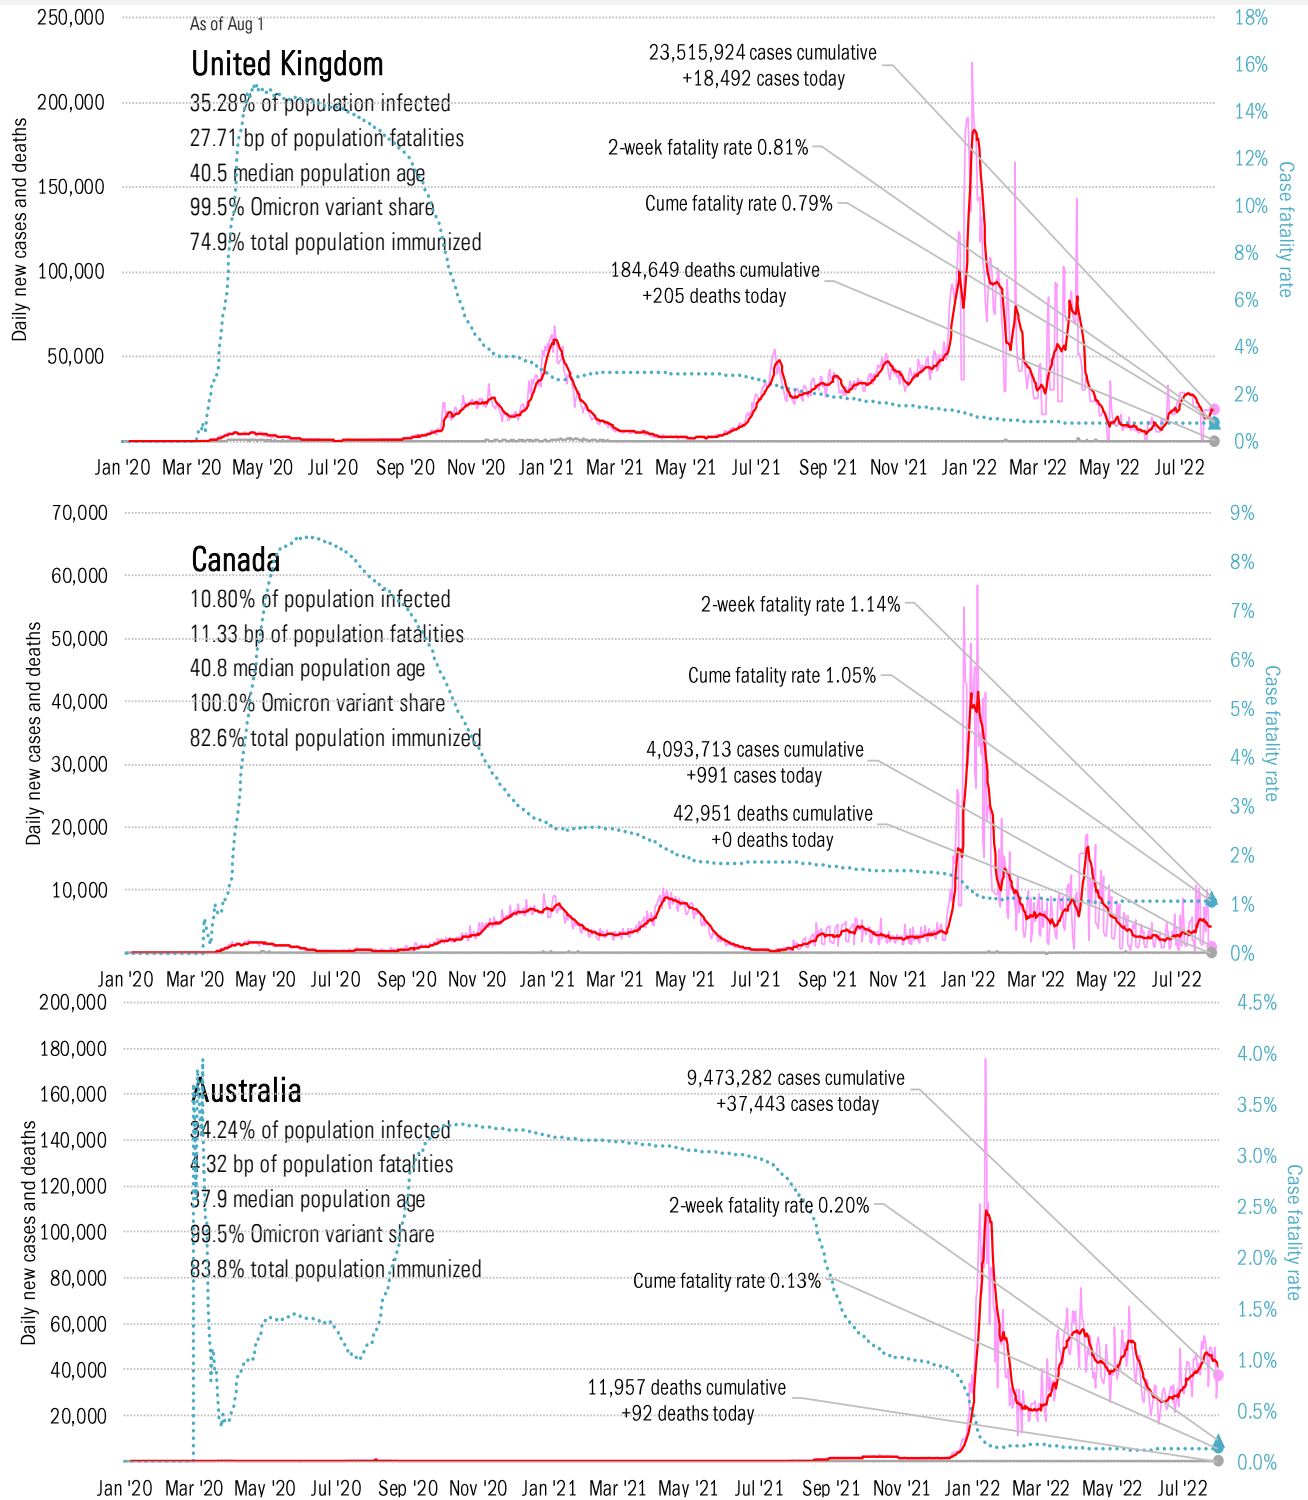 As of Aug 1
United Kingdom
35.28% of population infected
27.71 bp of population fatalities
40.5 median population age
99.5% Omicron variant share
74.9% total population immunized
23,515,924 cases cumulative
+18,492 cases today
2-week fatality rate 0.81%
Cume fatality rate 0.79%
184,649 deaths cumulative
+205 deaths today
Daily new cases and deaths
250,000
200,000
150,000
100,000
50,000
Case fatality rate
18%
16%
14%
12%
10%
8%
6%
4%
2%
0%
Jan '20 Mar '20 May '20 Jul '20 Sep '20 Nov '20 Jan '21 Mar '21 May '21 Jul '21 Sep '21 Nov '21 Jan '22 Mar '22 May '22 Jul '22
Canada
10.80% of population infected
11.33 bp of population fatalities
40.8 median population age
100.0% Omicron variant share
82.6% total population immunized
2-week fatality rate 1.14%
Cume fatality rate 1.05%
4,093,713 cases cumulative
+991 cases today
42,951 deaths cumulative
+0 deaths today
Daily new cases and deaths
70,000
60,000
50,000
40,000
30,000
20,000
10,000
Case fatality rate
9%
8%
7%
6%
5%
4%
3%
2%
1%
0%
Jan '20 Mar '20 May '20 Jul '20 Sep '20 Nov '20 Jan '21 Mar '21 May '21 Jul '21 Sep '21 Nov '21 Jan '22 Mar '22 May '22 Jul '22
Australia
34.24% of population infected
4.32 bp of population fatalities
37.9 median population age
99.5% Omicron variant share
83.8% total population immunized
9,473,282 cases cumulative
+37,443 cases today
2-week fatality rate 0.20%
Cume fatality rate 0.13%
11,957 deaths cumulative
+92 deaths today
Daily new cases and deaths
200,000
180,000
160,000
140,000
120,000
100,000
80,000
60,000
40,000
20,000
Case fatality rate
4.5%
4.0%
3.5%
3.0%
2.5%
2.0%
1.5%
1.0%
0.5%
0.0%
Jan '20 Mar '20 May '20 Jul '20 Sep '20 Nov '20 Jan '21 Mar '21 May '21 Jul '21 Sep '21 Nov '21 Jan '22 Mar '22 May '22 Jul '22